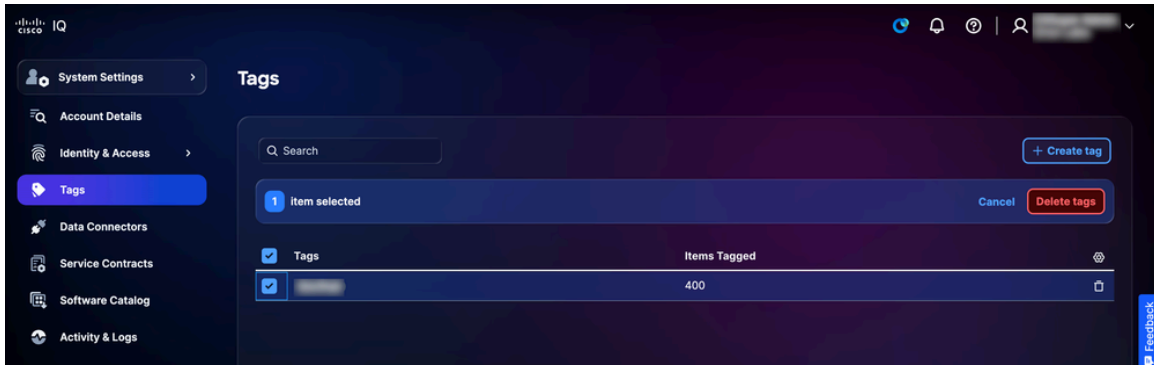 cisco IQ
System Settings
Account Details
Identity & Access
Tags
Data Connectors
Service Contracts
Software Catalog
Activity & Logs
Tags
Search
+ Create tag
1 item selected
Cancel Delete tags
Tags Items Tagged
400
Feedback